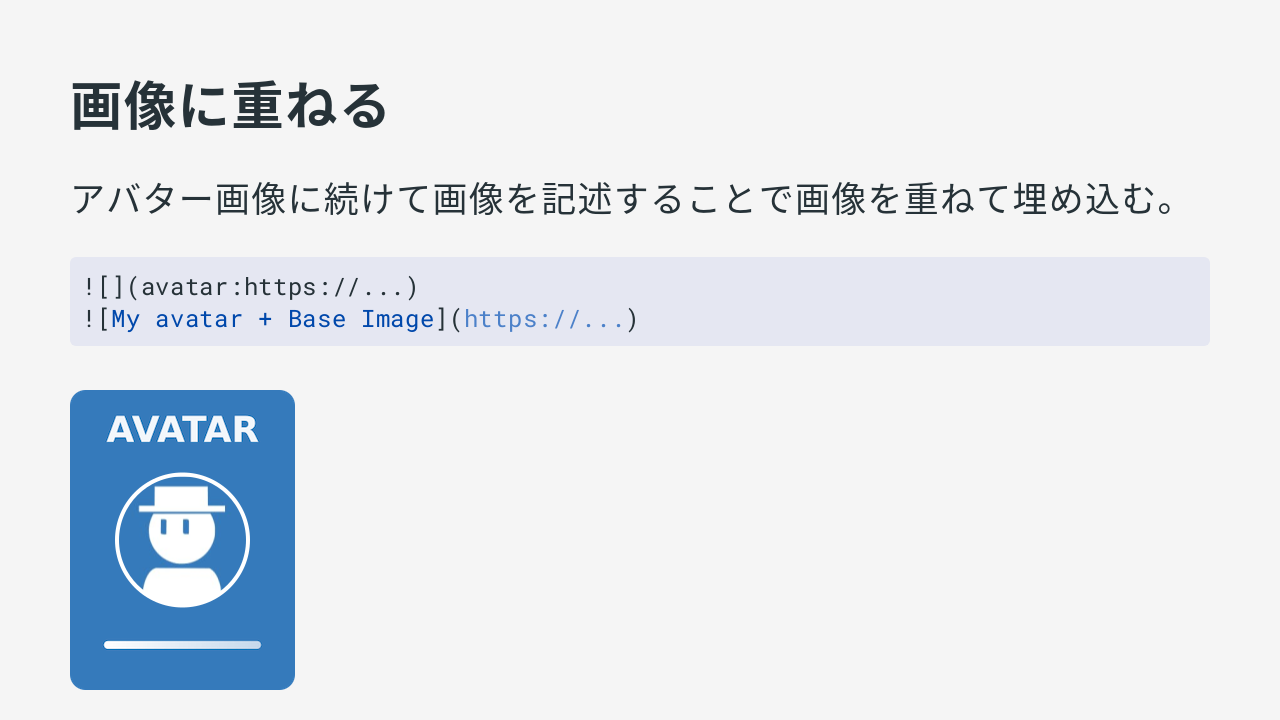 画像に重ねる
アバター画像に続けて画像を記述することで画像を重ねて埋め込む。
![](avatar:https://...)
![My avatar + Base Image](https://...)
AVATAR